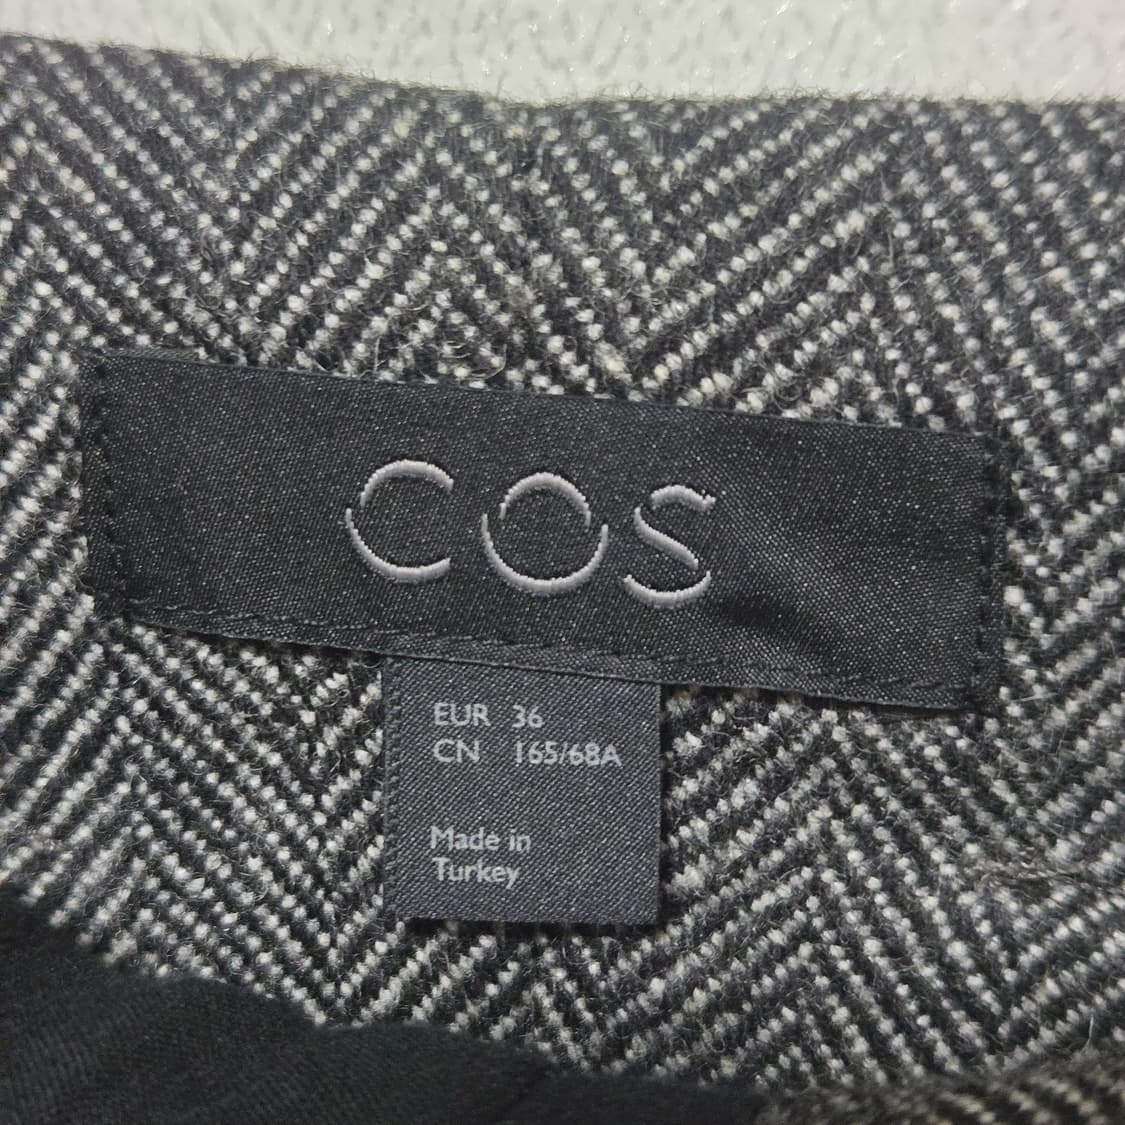 COS
EUR 36
CN 165/68A
Made in
Turkey